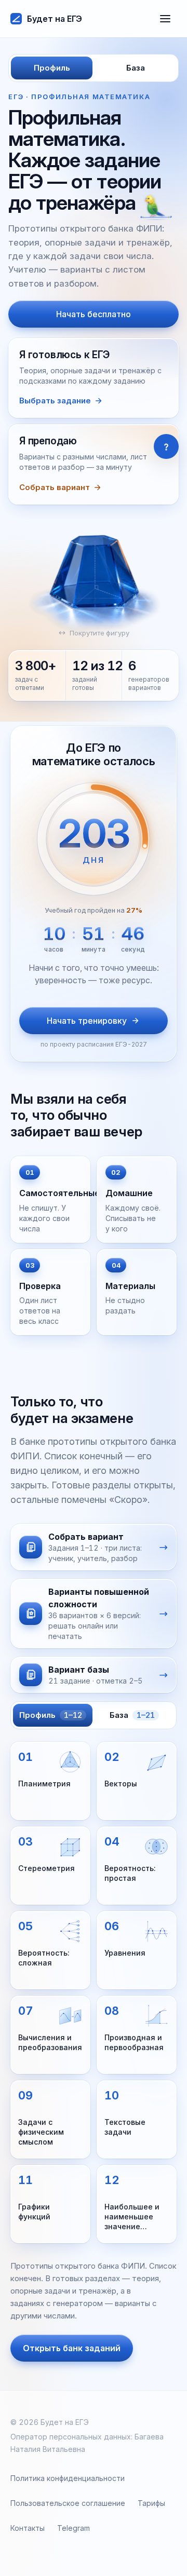 Будет на ЕГЭ
Профиль
База
ЕГЭ · ПРОФИЛЬНАЯ МАТЕМАТИКА
Профильная
математика.
Каждое задание
ЕГЭ — от теории
до тренажёра
Прототипы открытого банка ФИПИ:
теория, опорные задачи и тренажёр,
где у каждой задачи свои числа.
Учителю — варианты с листом
ответов и разбором.
Начать бесплатно
Я готовлюсь к ЕГЭ
Теория, опорные задачи и тренажёр с
подсказками по каждому заданию
Выбрать задание →
Я преподаю
Варианты с разными числами, лист
ответов и разбор — за минуту
?
Собрать вариант →
↔ Покрутите фигуру
3 800+
задач с
ответами
12 из 12
заданий
готовы
6
генераторов
вариантов
До ЕГЭ по
математике осталось
203
ДНЯ
Учебный год пройден на 27%
10 : 51 : 46
часов минута секунд
Начни с того, что точно умеешь:
уверенность — тоже ресурс.
Начать тренировку →
по проекту расписания ЕГЭ-2027
Мы взяли на себя
то, что обычно
забирает ваш вечер
01
Самостоятельные
Не спишут. У
каждого свои
числа
02
Домашние
Каждому своё.
Списывать не
у кого
03
Проверка
Один лист
ответов на
весь класс
04
Материалы
Не стыдно
раздать
Только то, что
будет на экзамене
В банке прототипы открытого банка
ФИПИ. Список конечный — его
видно целиком, и его можно
закрыть. Готовые разделы открыты,
остальные помечены «Скоро».
Собрать вариант
Задания 1–12 · три листа:
ученик, учитель, разбор
→
Варианты повышенной
сложности
36 вариантов × 6 версий:
решать онлайн или
печатать
→
Вариант базы
21 задание · отметка 2–5
→
Профиль 1–12
База 1–21
01
Планиметрия
02
Векторы
03
Стереометрия
04
Вероятность:
простая
05
Вероятность:
сложная
06
Уравнения
07
Вычисления и
преобразования
08
Производная и
первообразная
09
Задачи с
физическим
смыслом
10
Текстовые
задачи
11
Графики
функций
12
Наибольшее и
наименьшее
значение…
Прототипы открытого банка ФИПИ. Список
конечен. В готовых разделах — теория,
опорные задачи и тренажёр, а в
заданиях с генератором — варианты с
другими числами.
Открыть банк заданий
© 2026 Будет на ЕГЭ
Оператор персональных данных: Багаева
Наталия Витальевна
Политика конфиденциальности
Пользовательское соглашение Тарифы
Контакты Telegram